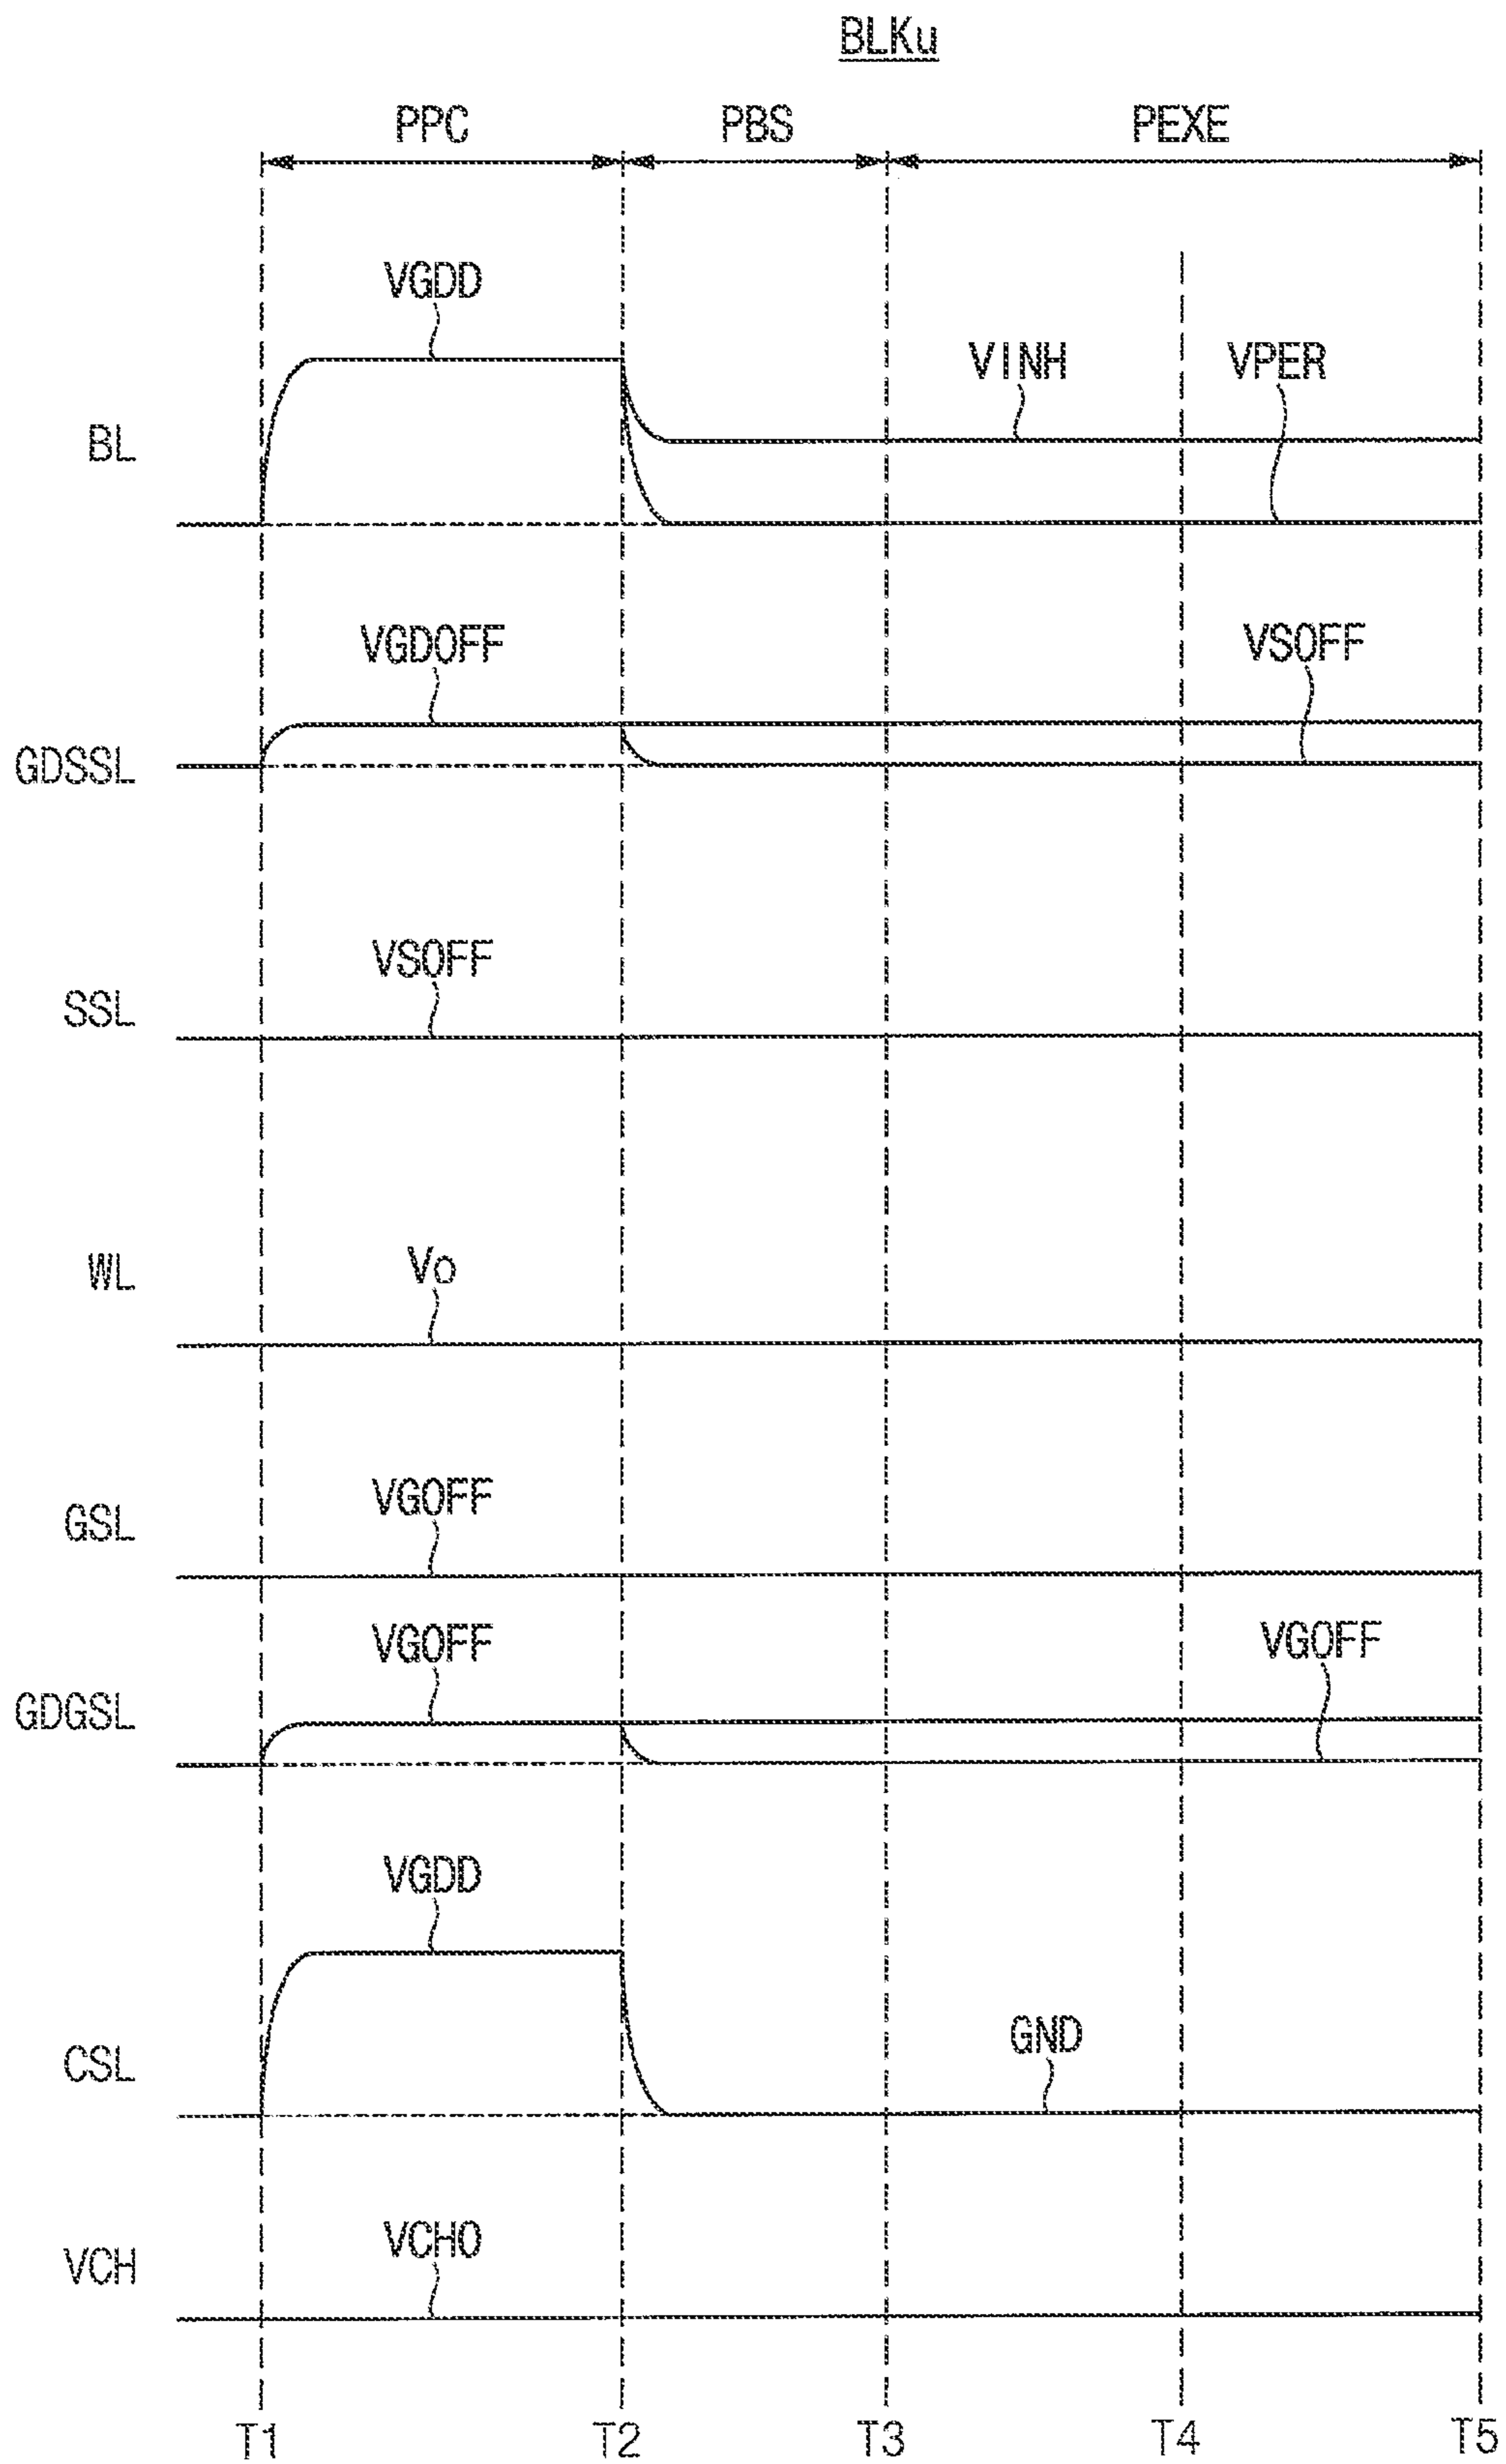 BLKu
PPC PBS PEXE
VGDD
VINH VPER
BL
VGDOFF VSOFF
GDSSL
VSOFF
SSL
Vo
WL
VGOFF
GSL
VGOFF VGOFF
GDGSL
VGDD
GND
CSL
VCHO
VCH
T1 T2 T3 T4 T5